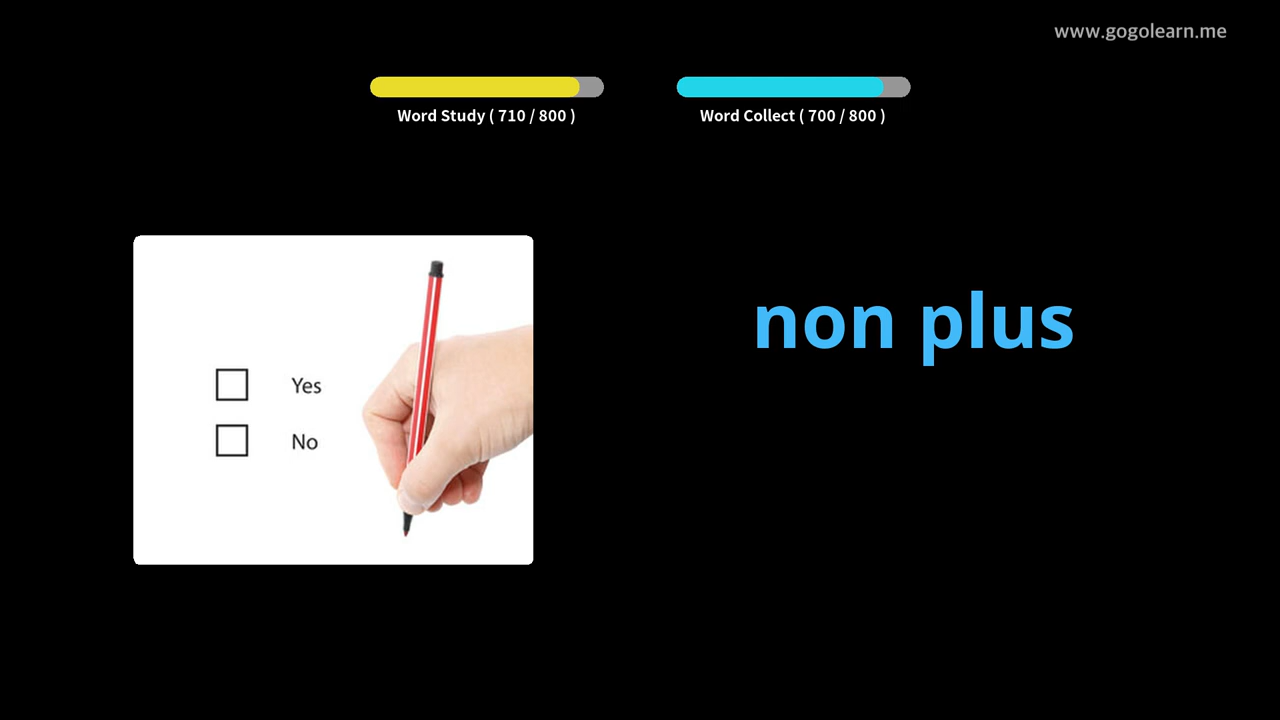 www.gogolearn.me
Word Study ( 710 / 800 )
Word Collect ( 700 / 800 )
non plus
Yes
No